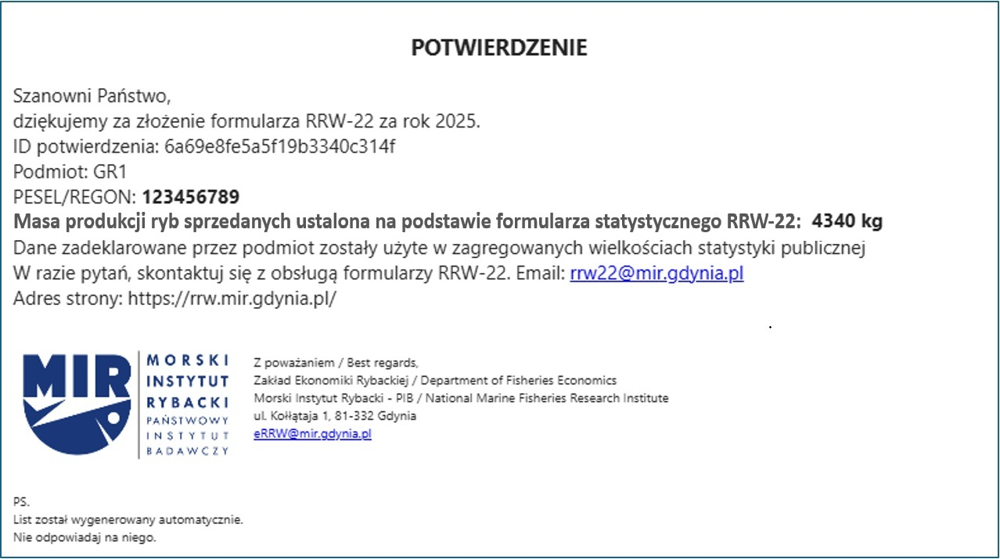 POTWIERDZENIE
Szanowni Państwo,
dziękujemy za złożenie formularza RRW-22 za rok 2025.
ID potwierdzenia: 6a69e8fe5a5f19b3340c314f
Podmiot: GR1
PESEL/REGON: 123456789
Masa produkcji ryb sprzedanych ustalona na podstawie formularza statystycznego RRW-22: 4340 kg
Dane zadeklarowane przez podmiot zostały użyte w zagregowanych wielkościach statystyki publicznej
W razie pytań, skontaktuj się z obsługą formularzy RRW-22. Email: rrw22@mir.gdynia.pl
Adres strony: https://rrw.mir.gdynia.pl/
MIR
MORSKI
INSTYTUT
RYBACKI
PAŃSTWOWY
INSTYTUT
BADAWCZY
Z poważaniem / Best regards,
Zakład Ekonomiki Rybackiej / Department of Fisheries Economics
Morski Instytut Rybacki - PIB / National Marine Fisheries Research Institute
ul. Kołłątaja 1, 81-332 Gdynia
eRRW@mir.gdynia.pl
PS.
List został wygenerowany automatycznie.
Nie odpowiadaj na niego.